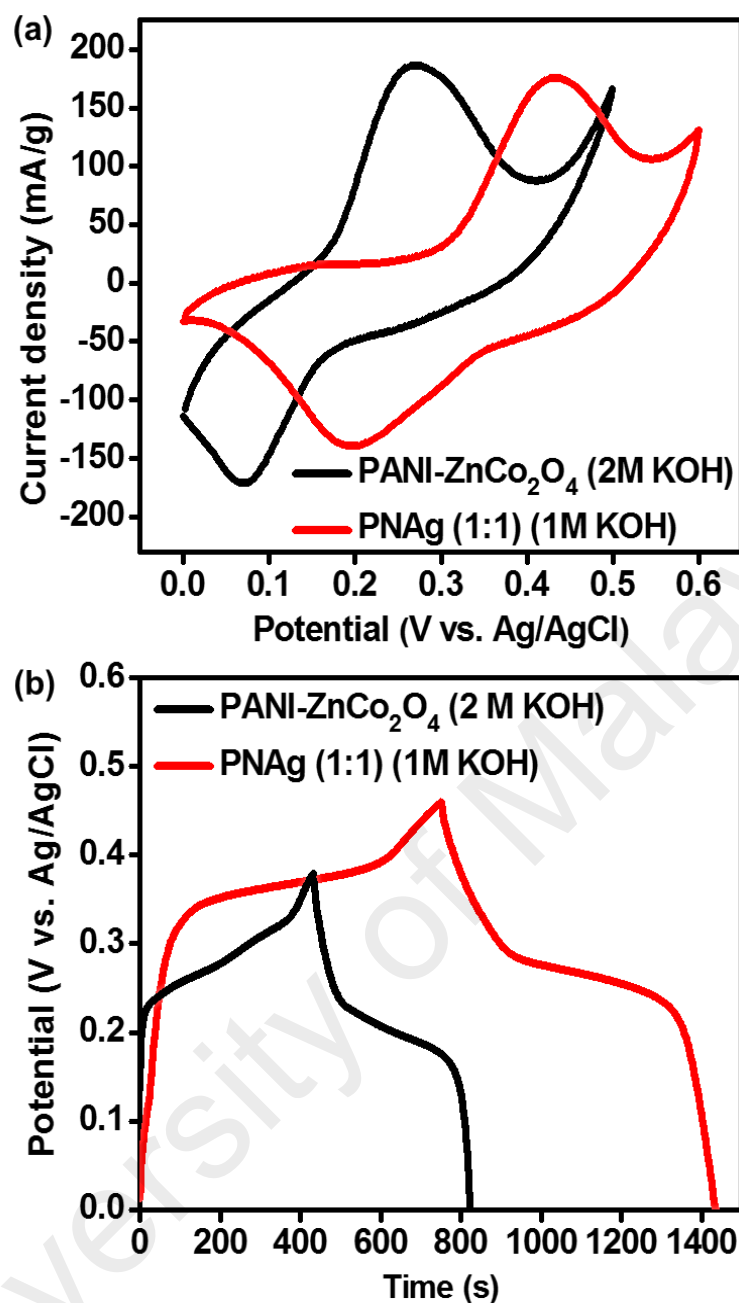 (a)
200
150
100
50
0
-50
-100
-150
-200
Current density (mA/g)
PANI-ZnCo₂O₄ (2M KOH)
PNAg (1:1) (1M KOH)
0.0 0.1 0.2 0.3 0.4 0.5 0.6
Potential (V vs. Ag/AgCl)
(b)
0.6
0.5
0.4
0.3
0.2
0.1
0.0
Potential (V vs. Ag/AgCl)
PANI-ZnCo₂O₄ (2 M KOH)
PNAg (1:1) (1M KOH)
0 200 400 600 800 1000 1200 1400
Time (s)
versity of Malay